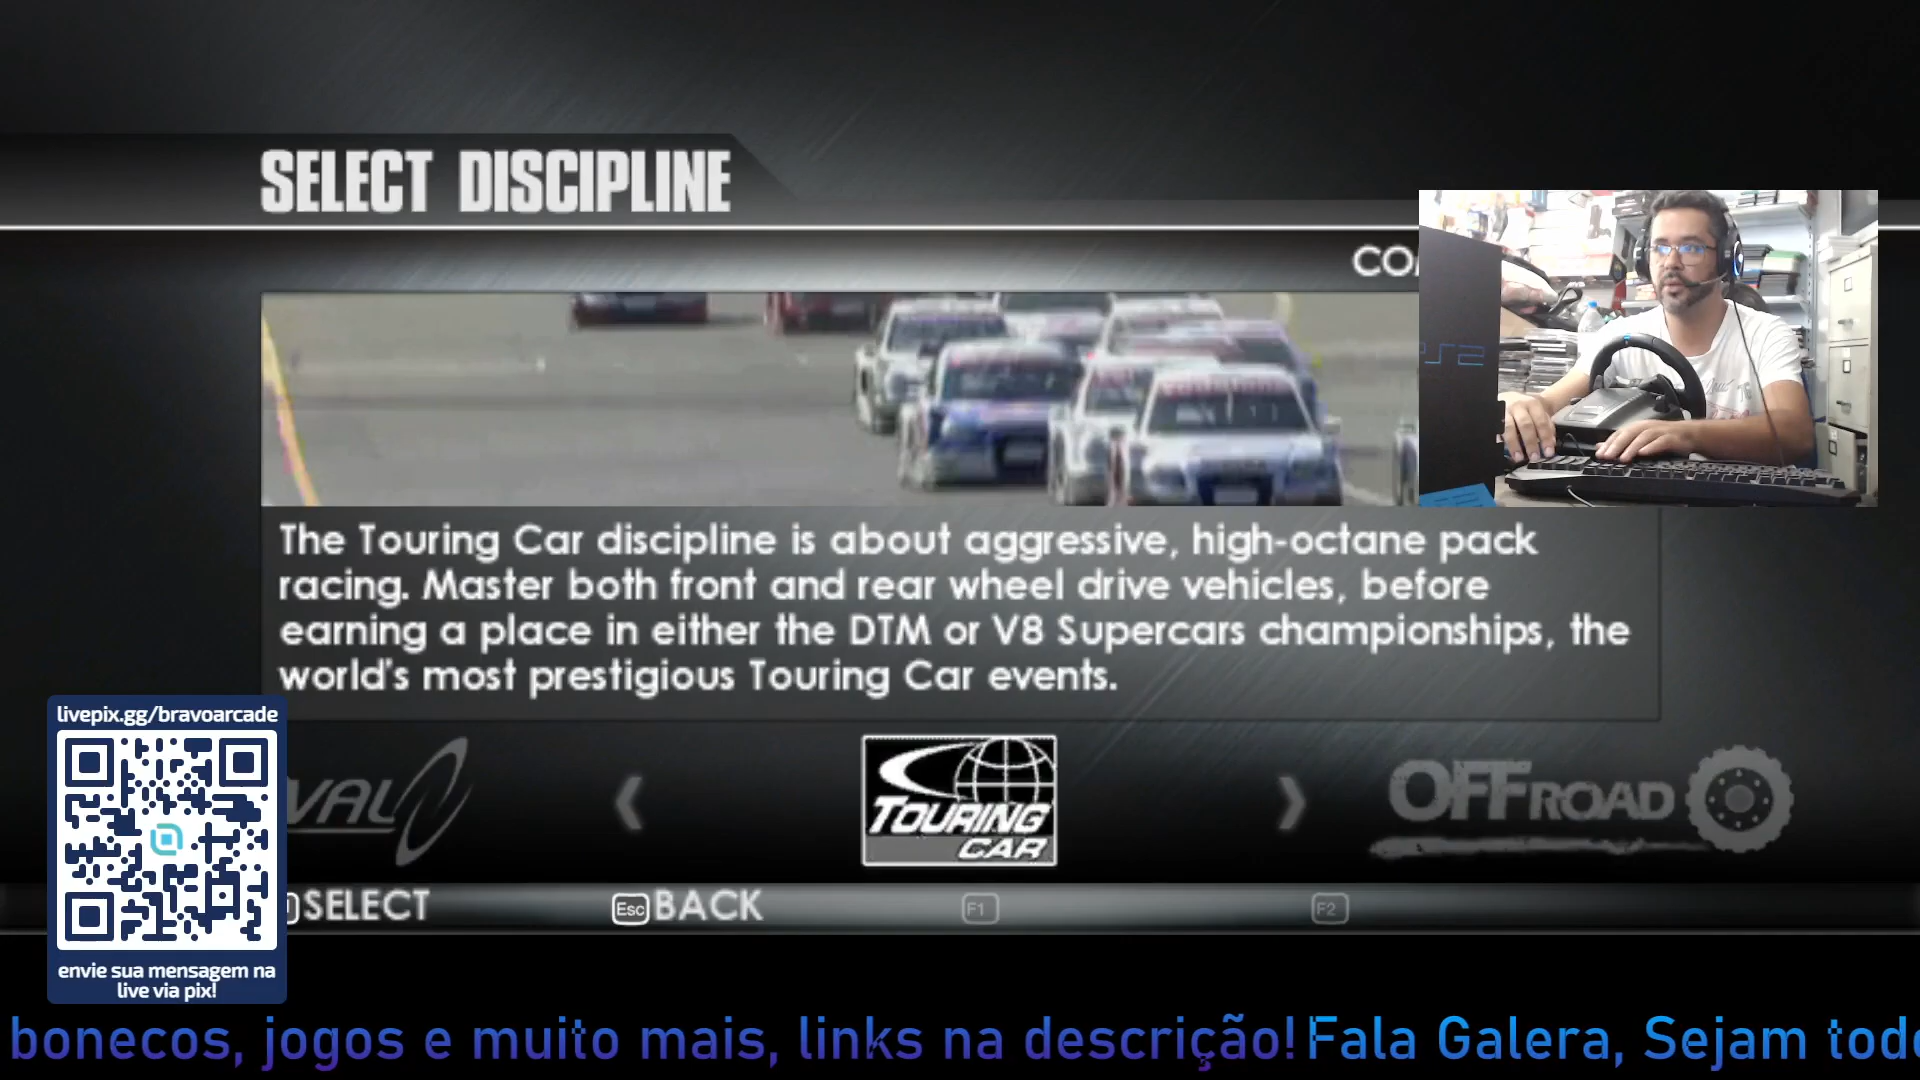 SELECT DISCIPLINE
PS2
The Touring Car discipline is about aggressive, high-octane pack
racing. Master both front and rear wheel drive vehicles, before
earning a place in either the DTM or V8 Supercars championships, the
world's most prestigious Touring Car events.
livepix.gg/bravoarcade
envie sua mensagem na
live via pix!
TOURING
CAR
OFFROAD
SELECT
Esc BACK
F1
F2
bonecos, jogos e muito mais, links na descrição! Fala Galera, Sejam